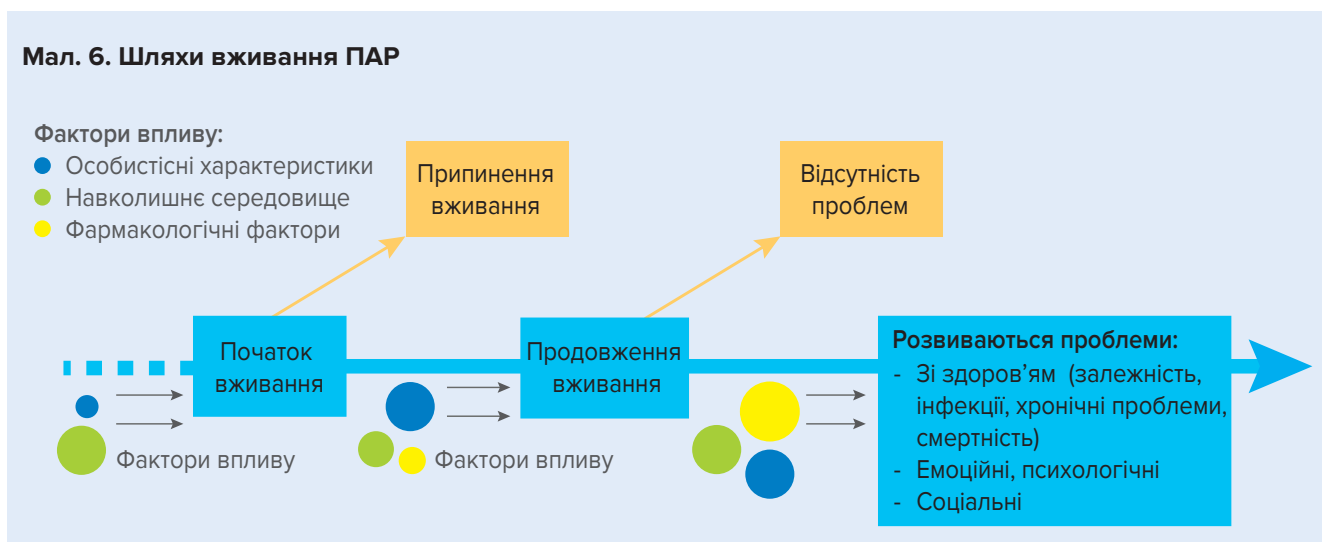 Мал. 6. Шляхи вживання ПАР
Фактори впливу:
Особистісні характеристики
Навколишнє середовище
Фармакологічні фактори
Припинення
вживання
Відсутність
проблем
Початок
вживання
Продовження
вживання
Розвиваються проблеми:
- Зі здоров’ям (залежність,
інфекції, хронічні проблеми,
смертність)
- Емоційні, психологічні
- Соціальні
Фактори впливу
Фактори впливу